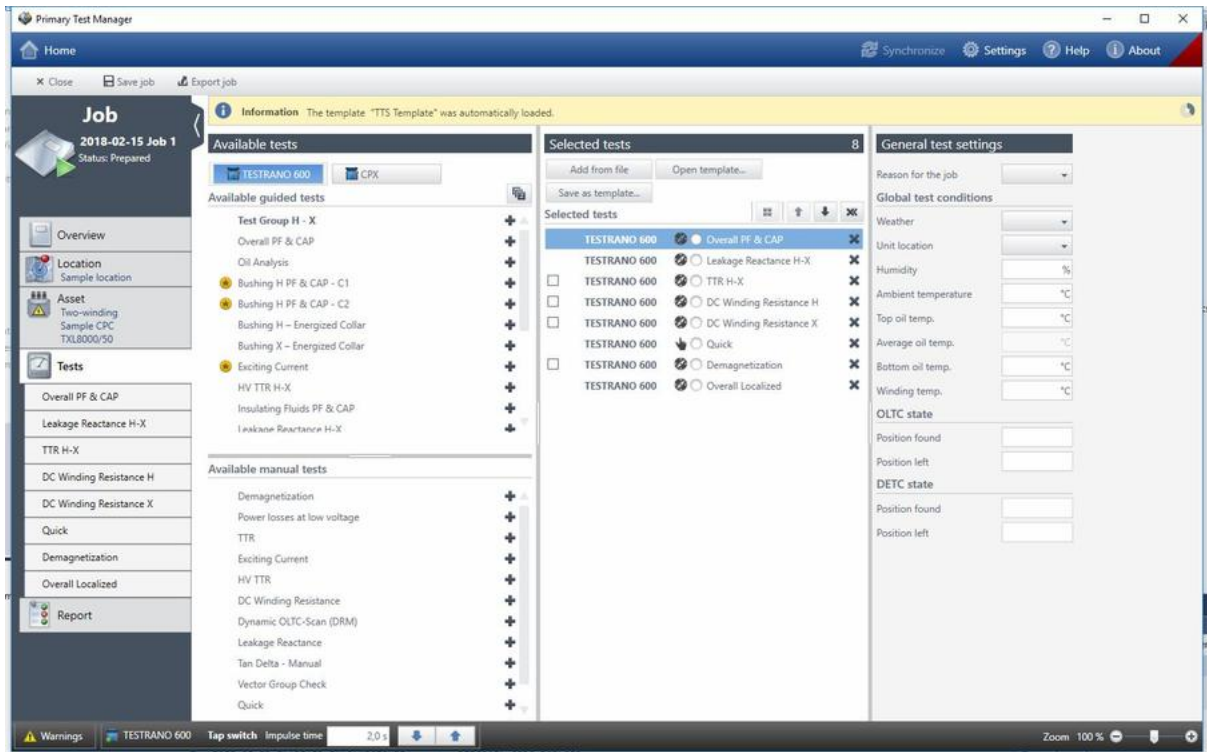 Primary Test Manager
Home
Synchronize Settings Help About
Close Save job Export job
Job
2018-02-15 Job 1
Status: Prepared
Overview
Location
Sample location
Asset
Two-winding
Sample CPC
TXL8000/50
Tests
Overall PF & CAP
Leakage Reactance H-X
TTR H-X
DC Winding Resistance H
DC Winding Resistance X
Quick
Demagnetization
Overall Localized
Report
Information The template "TTS Template" was automatically loaded.
Available tests
TESTRANO 600 CPX
Available guided tests
Test Group H - X
Overall PF & CAP
Oil Analysis
Bushing H PF & CAP - C1
Bushing H PF & CAP - C2
Bushing H – Energized Collar
Bushing X – Energized Collar
Exciting Current
HV TTR H-X
Insulating Fluids PF & CAP
Leakage Reactance H-X
Available manual tests
Demagnetization
Power losses at low voltage
TTR
Exciting Current
HV TTR
DC Winding Resistance
Dynamic OLTC-Scan (DRM)
Leakage Reactance
Tan Delta - Manual
Vector Group Check
Quick
Selected tests 8
Add from file Open template...
Save as template...
Selected tests
TESTRANO 600 Overall PF & CAP
TESTRANO 600 Leakage Reactance H-X
TESTRANO 600 TTR H-X
TESTRANO 600 DC Winding Resistance H
TESTRANO 600 DC Winding Resistance X
TESTRANO 600 Quick
TESTRANO 600 Demagnetization
TESTRANO 600 Overall Localized
General test settings
Reason for the job
Global test conditions
Weather
Unit location
Humidity %
Ambient temperature °C
Top oil temp. °C
Average oil temp. °C
Bottom oil temp. °C
Winding temp. °C
OLTC state
Position found
Position left
DETC state
Position found
Position left
Warnings TESTRANO 600 Tap switch Impulse time 2,0 s Zoom 100 %